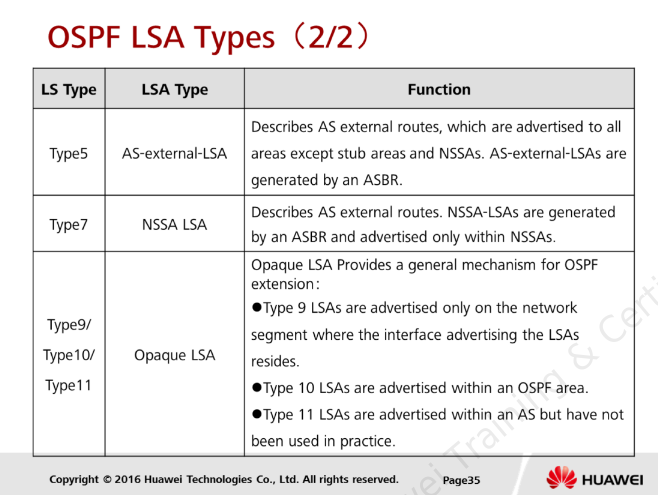 OSPF LSA Types（2/2）
LS Type
LSA Type
Function
Type5
AS-external-LSA
Describes AS external routes, which are advertised to all
areas except stub areas and NSSAs. AS-external-LSAs are
generated by an ASBR.
Type7
NSSA LSA
Describes AS external routes. NSSA-LSAs are generated
by an ASBR and advertised only within NSSAs.
Type9/
Type10/
Type11
Opaque LSA
Opaque LSA Provides a general mechanism for OSPF
extension：
●Type 9 LSAs are advertised only on the network
segment where the interface advertising the LSAs
resides.
●Type 10 LSAs are advertised within an OSPF area.
●Type 11 LSAs are advertised within an AS but have not
been used in practice.
Training &
Copyright © 2016 Huawei Technologies Co., Ltd. All rights reserved.
Page35
HUAWEI